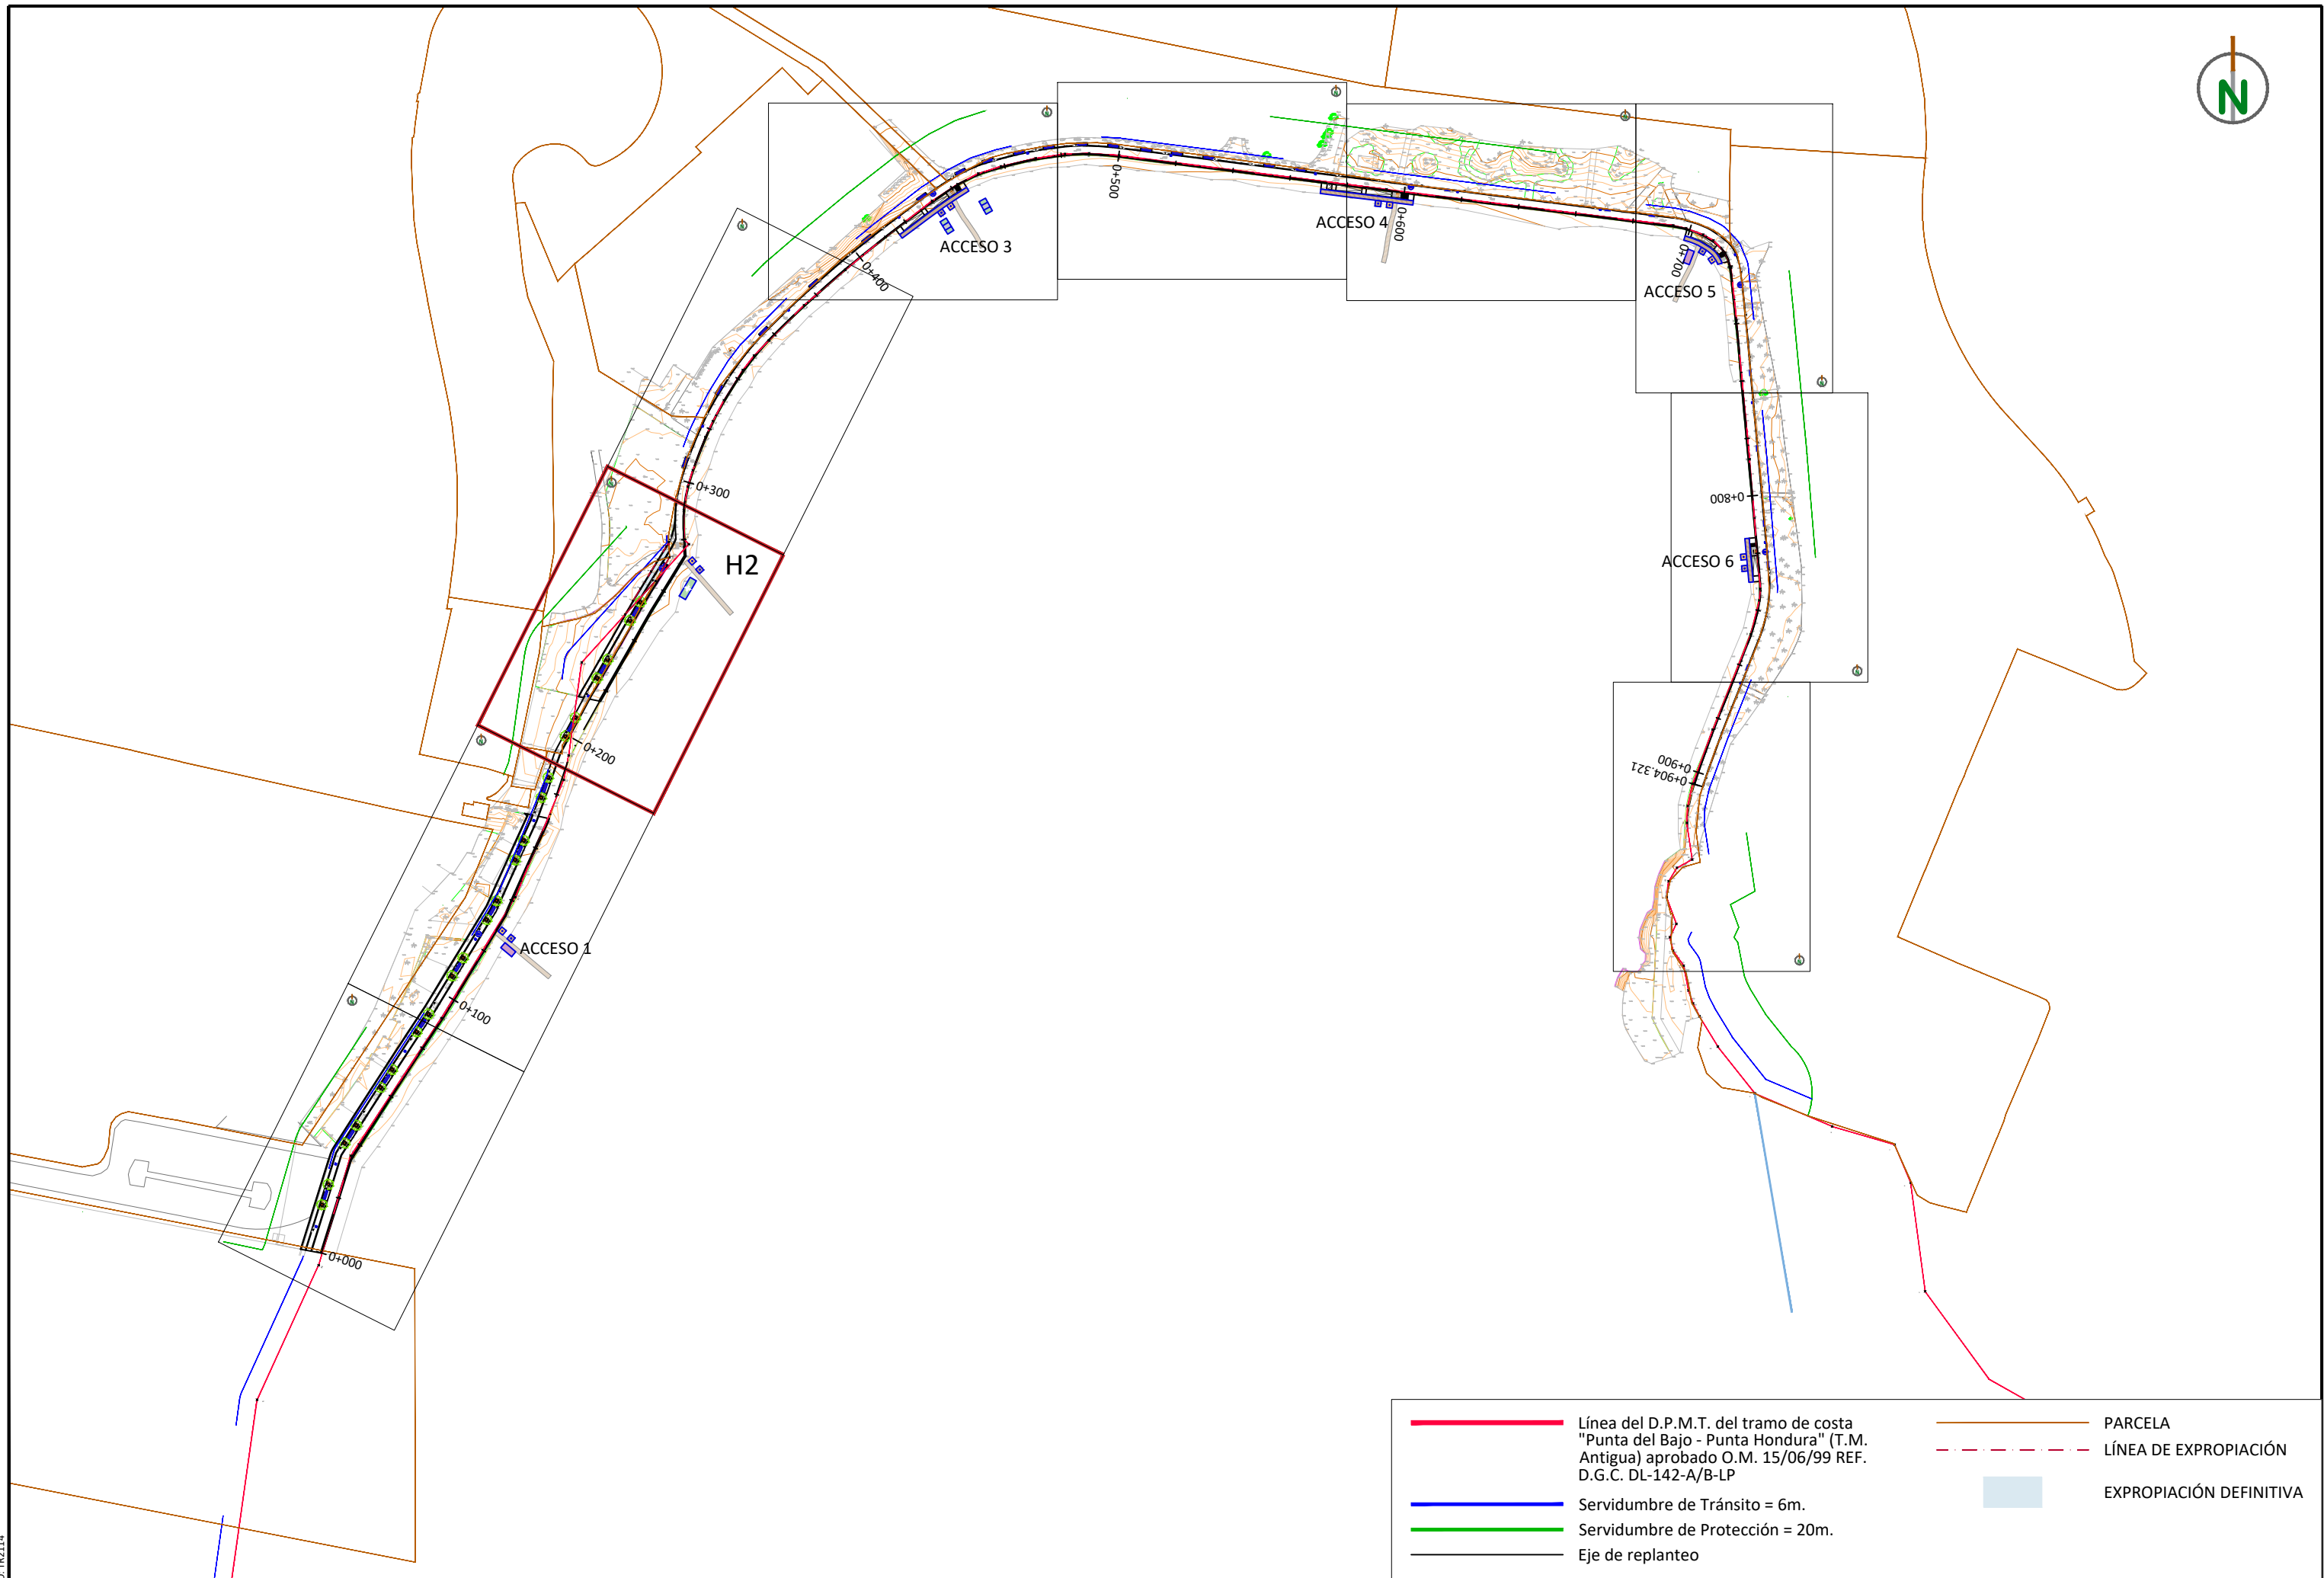 N
0+500
ACCESO 4
0+600
ACCESO 3
0+400
0+700
ACCESO 5
0+300
0+800
H2
ACCESO 6
0+200
0+900
0+904.321
ACCESO 1
0+100
0+000
Línea del D.P.M.T. del tramo de costa
"Punta del Bajo - Punta Hondura" (T.M.
Antigua) aprobado O.M. 15/06/99 REF.
D.G.C. DL-142-A/B-LP
Servidumbre de Tránsito = 6m.
Servidumbre de Protección = 20m.
Eje de replanteo
PARCELA
LÍNEA DE EXPROPIACIÓN
EXPROPIACIÓN DEFINITIVA